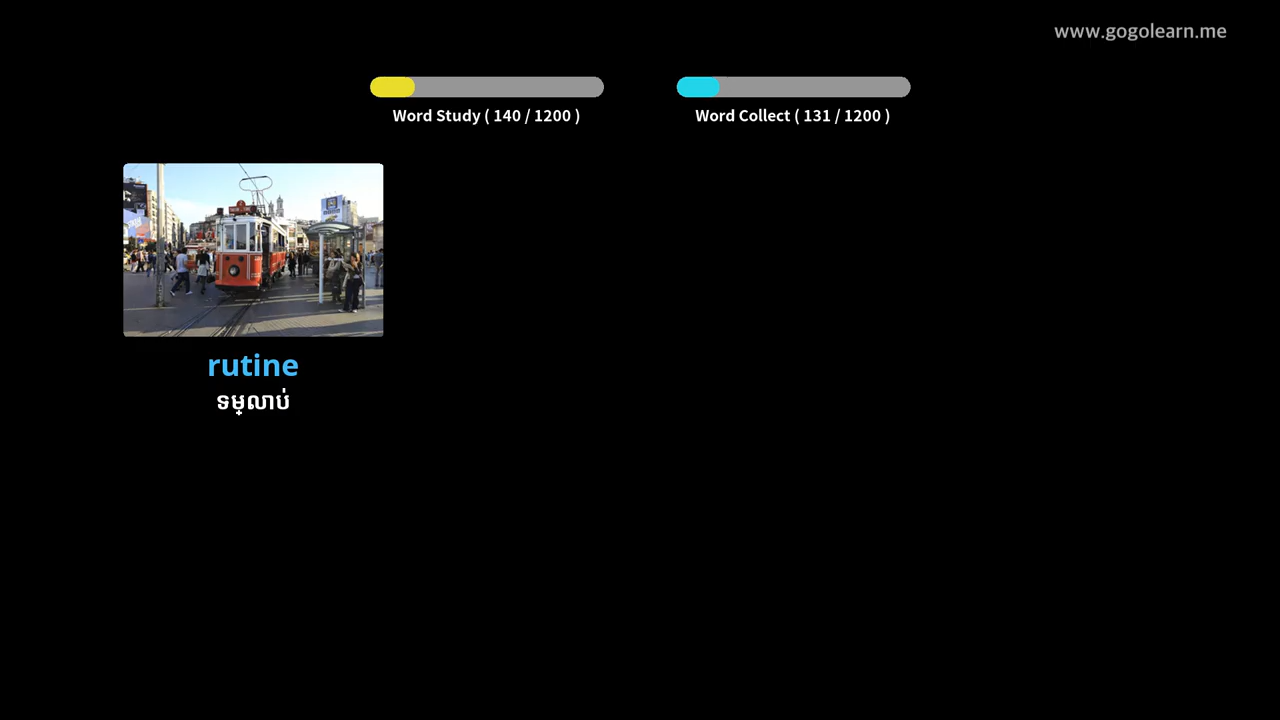 www.gogolearn.me
Word Study ( 140 / 1200 )
Word Collect ( 131 / 1200 )
rutine
ទម្លាប់